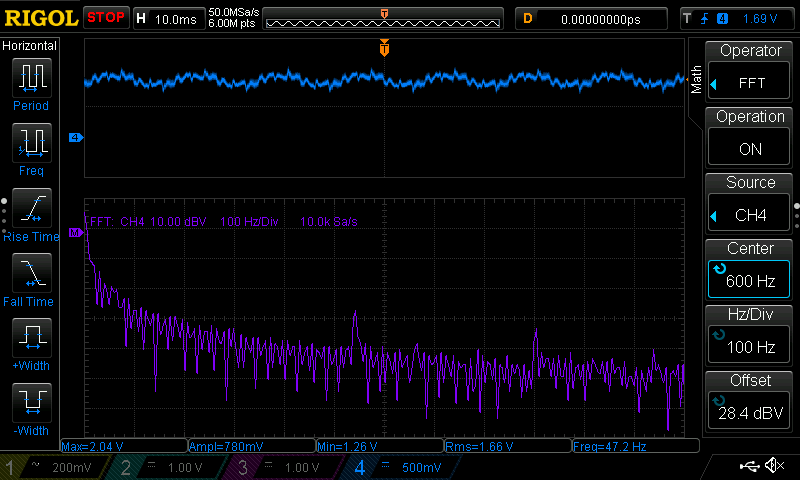 RIGOL STOP H 10.0ms 50.0MSa/s 6.00M pts T D 0.00000000ps T 4 1.69 V
Horizontal
Period
Freq
Rise Time
Fall Time
+Width
-Width
T
4
M
FFT: CH4 10.00 dBV 100 Hz/Div 10.0k Sa/s
Max=2.04 V Ampl=780mV Min=1.26 V Rms=1.66 V Freq=47.2 Hz
1 200mV 2 1.00 V 3 1.00 V 4 500mV
Math
Operator
FFT
Operation
ON
Source
CH4
Center
600 Hz
Hz/Div
100 Hz
Offset
28.4 dBV